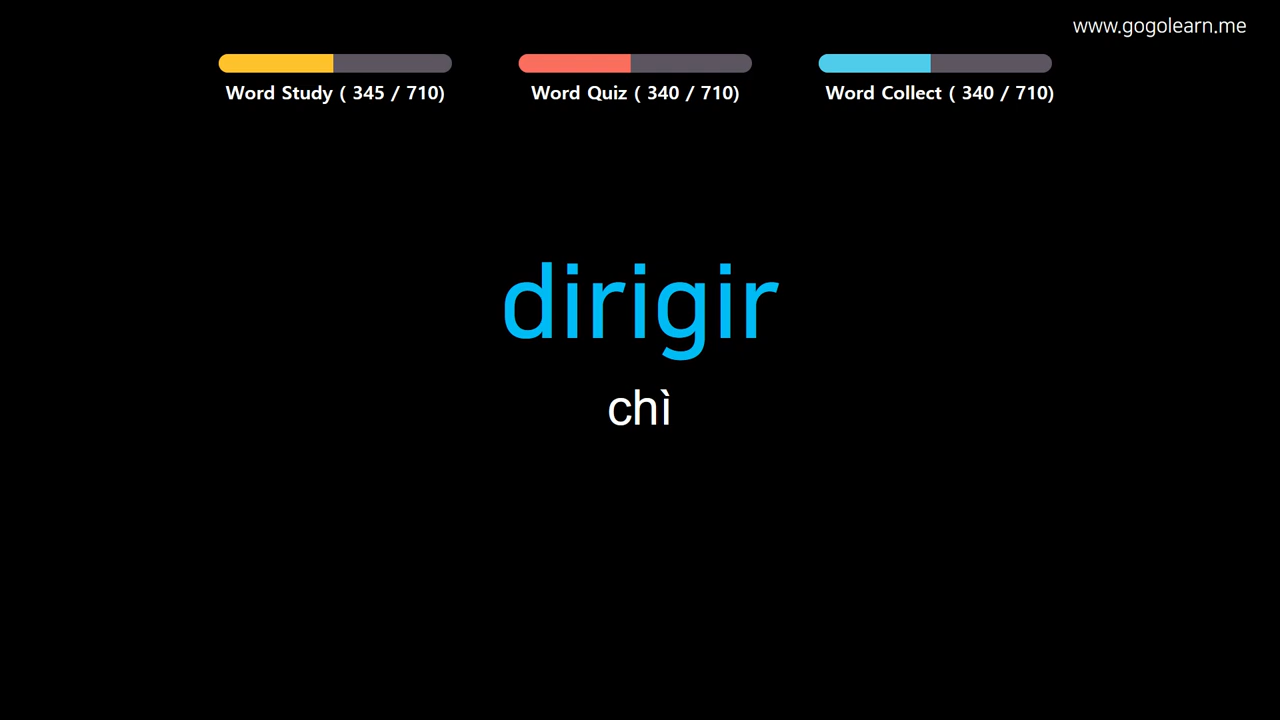 www.gogolearn.me
Word Study ( 345 / 710)
Word Quiz ( 340 / 710)
Word Collect ( 340 / 710)
dirigir
chì